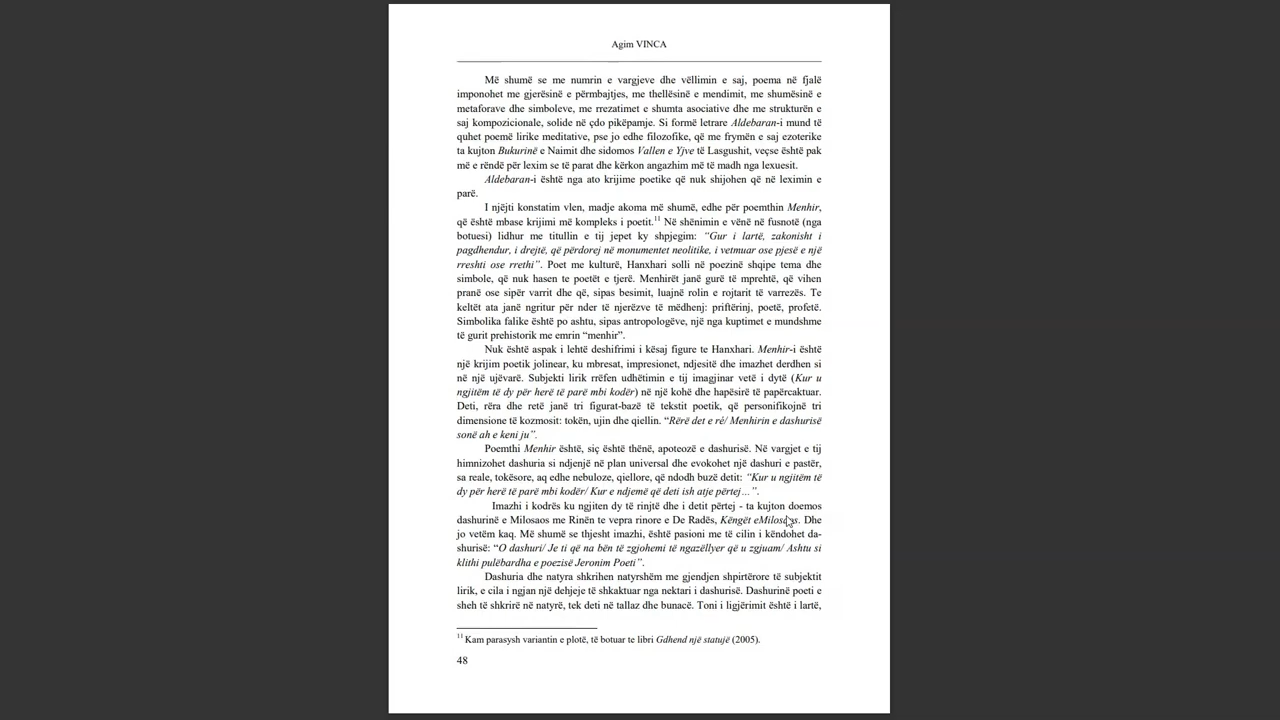 Agim VINCA
Më shumë se me numrin e vargjeve dhe vëllimin e saj, poema në fjalë
imponohet me gjerësinë e përmbajtjes, me thellësinë e mendimit, me shumësinë e
metaforave dhe simboleve, me rrezatimet e shumta asociative dhe me strukturën e
saj kompozicionale, solide në çdo pikëpamje. Si formë letrare Aldebaran-i mund të
quhet poemë lirike meditative, pse jo edhe filozofike, që me frymën e saj ezoterike
ta kujton Bukurinë e Naimit dhe sidomos Vallen e Yjve të Lasgushit, veçse është pak
më e rëndë për lexim se të parat dhe kërkon angazhim më të madh nga lexuesit.
Aldebaran-i është nga ato krijime poetike që nuk shijohen që në leximin e
parë.
I njëjti konstatim vlen, madje akoma më shumë, edhe për poemthin Menhir,
që është mbase krijimi më kompleks i poetit.11 Në shënimin e vënë në fusnotë (nga
botuesi) lidhur me titullin e tij jepet ky shpjegim: “Gur i lartë, zakonisht i
pagdhendur, i drejtë, që përdorej në monumentet neolitike, i vetmuar ose pjesë e një
rreshti ose rrethi”. Poet me kulturë, Hanxhari solli në poezinë shqipe tema dhe
simbole, që nuk hasen te poetët e tjerë. Menhirët janë gurë të mprehtë, që vihen
pranë ose sipër varrit dhe që, sipas besimit, luajnë rolin e rojtarit të varrezës. Te
keltët ata janë ngritur për nder të njerëzve të mëdhenj: priftërinj, poetë, profetë.
Simbolika falike është po ashtu, sipas antropologëve, një nga kuptimet e mundshme
të gurit prehistorik me emrin “menhir”.
Nuk është aspak i lehtë deshifrimi i kësaj figure te Hanxhari. Menhir-i është
një krijim poetik jolinear, ku mbresat, impresionet, ndjesitë dhe imazhet derdhen si
në një ujëvarë. Subjekti lirik rrëfen udhëtimin e tij imagjinar vetë i dytë (Kur u
ngjitëm të dy për herë të parë mbi kodër) në një kohë dhe hapësirë të papërcaktuar.
Deti, rëra dhe retë janë tri figurat-bazë të tekstit poetik, që personifikojnë tri
dimensione të kozmosit: tokën, ujin dhe qiellin. “Rërë det e ré/ Menhirin e dashurisë
sonë ah e keni ju”.
Poemthi Menhir është, siç është thënë, apoteozë e dashurisë. Në vargjet e tij
himnizohet dashuria si ndjenjë në plan universal dhe evokohet një dashuri e pastër,
sa reale, tokësore, aq edhe nebuloze, qiellore, që ndodh buzë detit: “Kur u ngjitëm të
dy për herë të parë mbi kodër/ Kur e ndjemë që deti ish atje përtej…”.
Imazhi i kodrës ku ngjiten dy të rinjtë dhe i detit përtej - ta kujton doemos
dashurinë e Milosaos me Rinën te vepra rinore e De Radës, Këngët eMilosaos. Dhe
jo vetëm kaq. Më shumë se thjesht imazhi, është pasioni me të cilin i këndohet da-
shurisë: “O dashuri/ Je ti që na bën të zgjohemi të ngazëllyer që u zgjuam/ Ashtu si
klithi pulëbardha e poezisë Jeronim Poeti”.
Dashuria dhe natyra shkrihen natyrshëm me gjendjen shpirtërore të subjektit
lirik, e cila i ngjan një dehjeje të shkaktuar nga nektari i dashurisë. Dashurinë poeti e
sheh të shkrirë në natyrë, tek deti në tallaz dhe bunacë. Toni i ligjërimit është i lartë,
11 Kam parasysh variantin e plotë, të botuar te libri Gdhend një statujë (2005).
48